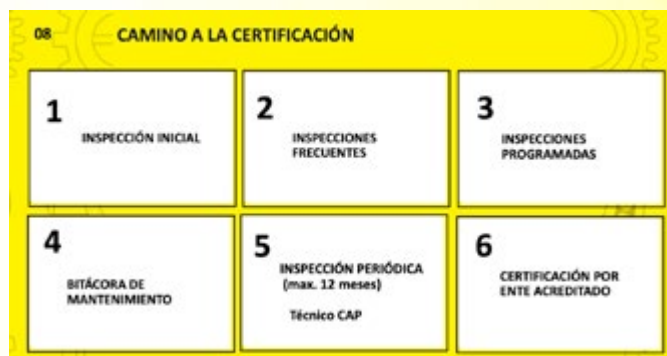 08 CAMINO A LA CERTIFICACIÓN
1
INSPECCIÓN INICIAL
2
INSPECCIONES
FRECUENTES
3
INSPECCIONES
PROGRAMADAS
4
BITÁCORA DE
MANTENIMIENTO
5
INSPECCIÓN PERIÓDICA
(max. 12 meses)
Técnico CAP
6
CERTIFICACIÓN POR
ENTE ACREDITADO